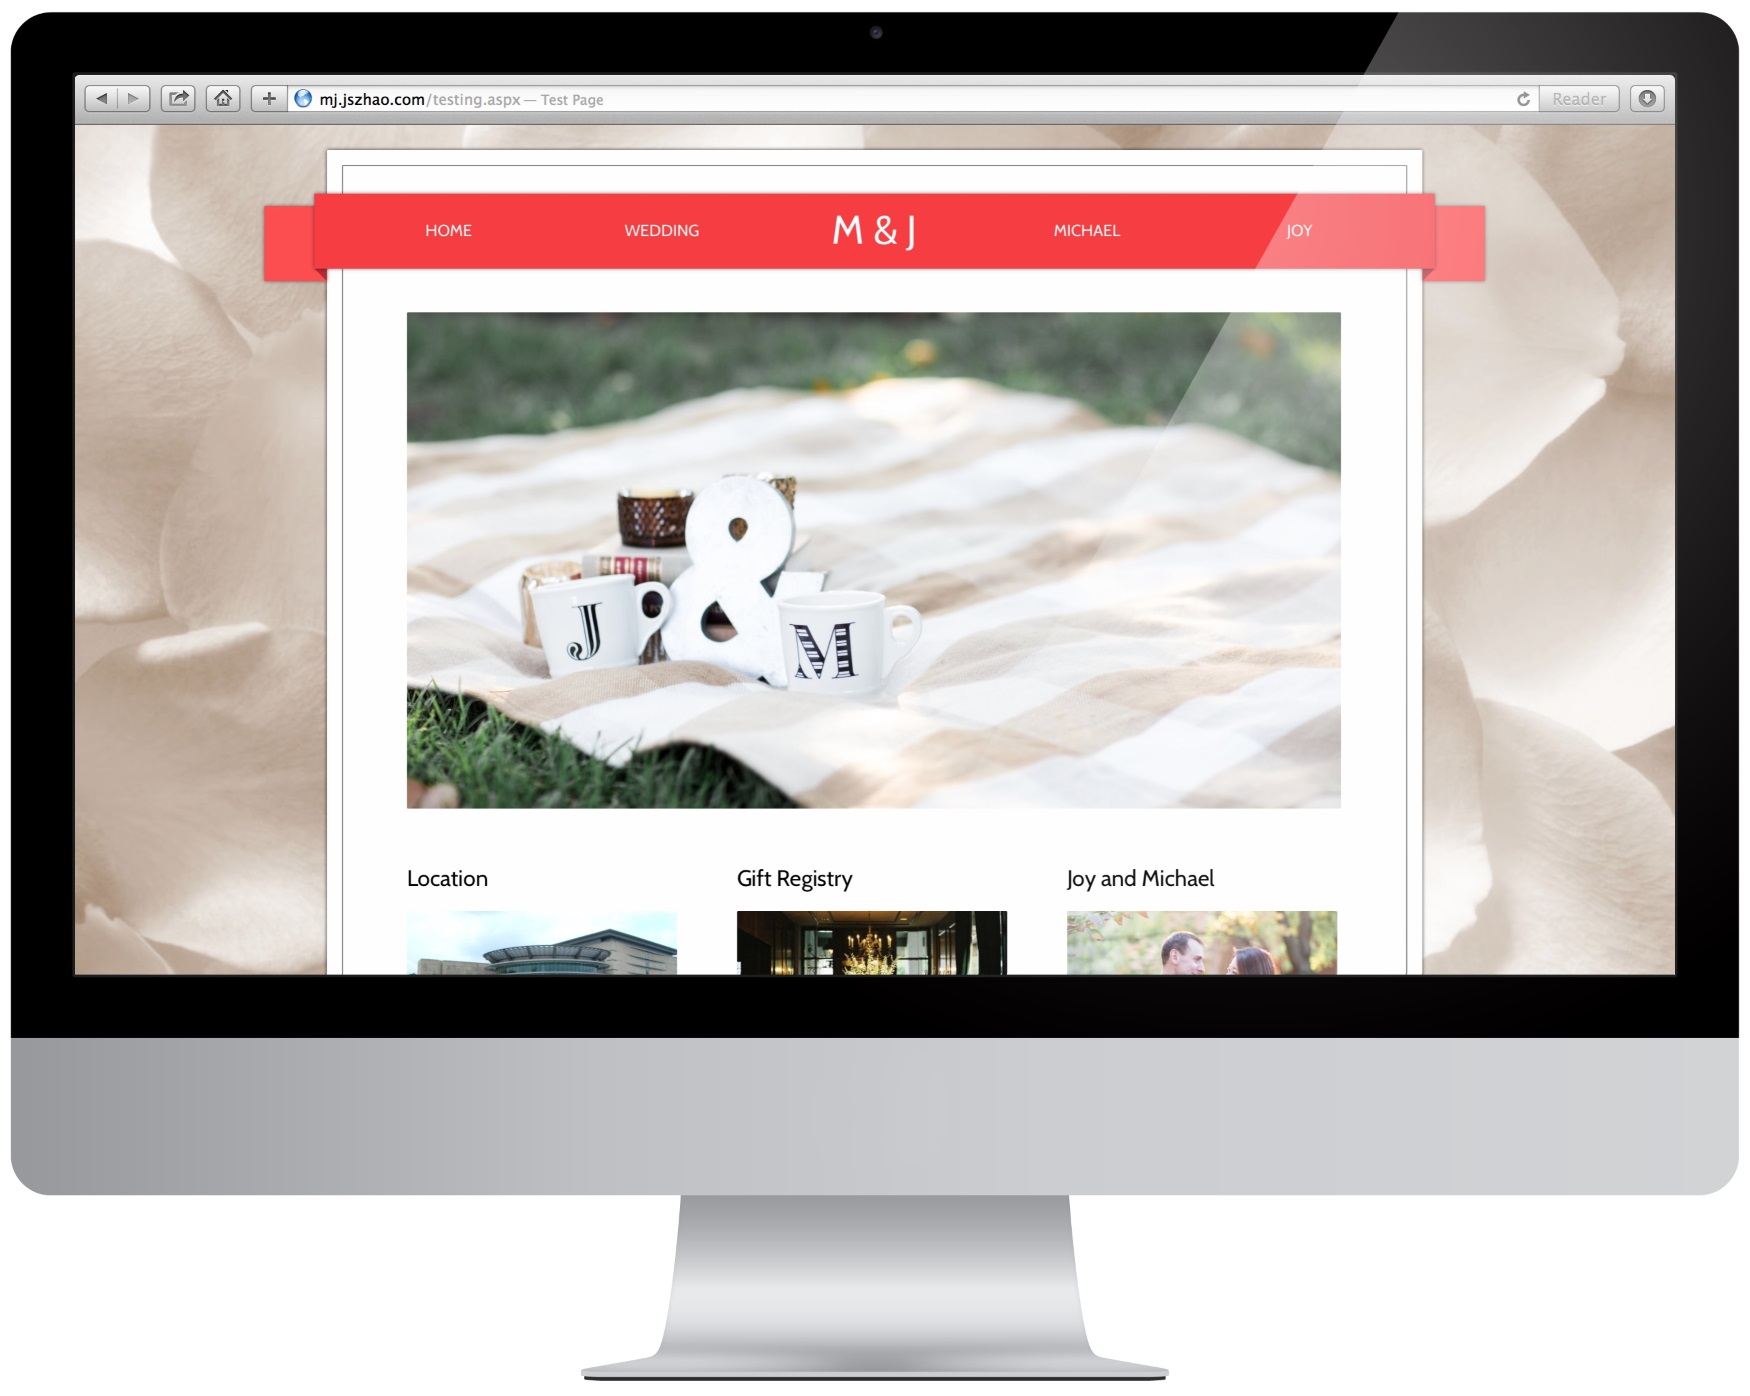 mj.jszhao.com/testing.aspx — Test Page
Reader
HOME WEDDING M & J MICHAEL JOY
J & M
Location Gift Registry Joy and Michael